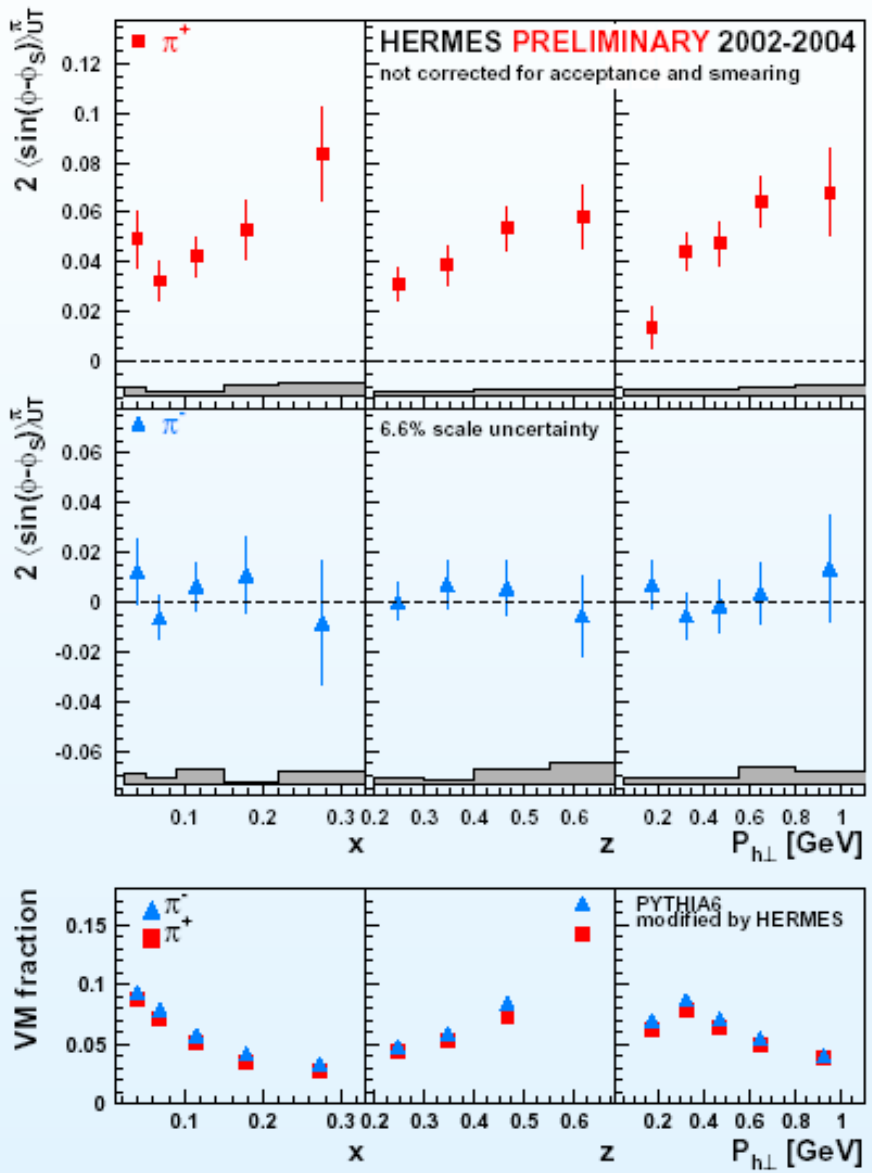 π+
HERMES PRELIMINARY 2002-2004
not corrected for acceptance and smearing
2 ⟨sin(ϕ-ϕS)⟩πUT
0.12
0.1
0.08
0.06
0.04
0.02
0
π-
6.6% scale uncertainty
2 ⟨sin(ϕ-ϕS)⟩πUT
0.06
0.04
0.02
0
-0.02
-0.04
-0.06
0.1 0.2 0.3 0.2 0.3 0.4 0.5 0.6 0.2 0.4 0.6 0.8 1
x z Ph⊥ [GeV]
π-
π+
PYTHIA6
modified by HERMES
VM fraction
0.15
0.1
0.05
0
0.1 0.2 0.3 0.2 0.3 0.4 0.5 0.6 0.2 0.4 0.6 0.8 1
x z Ph⊥ [GeV]